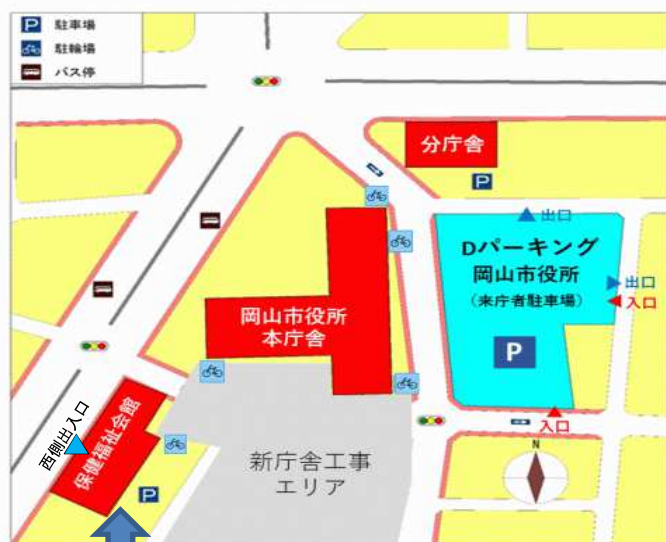 P 駐車場
駐輪場
バス停
分庁舎
P
出口
Dパーキング
岡山市役所
(来庁者駐車場)
出口
入口
P
岡山市役所
本庁舎
入口
西側出入口
保健福祉会館
P
新庁舎工事
エリア
N